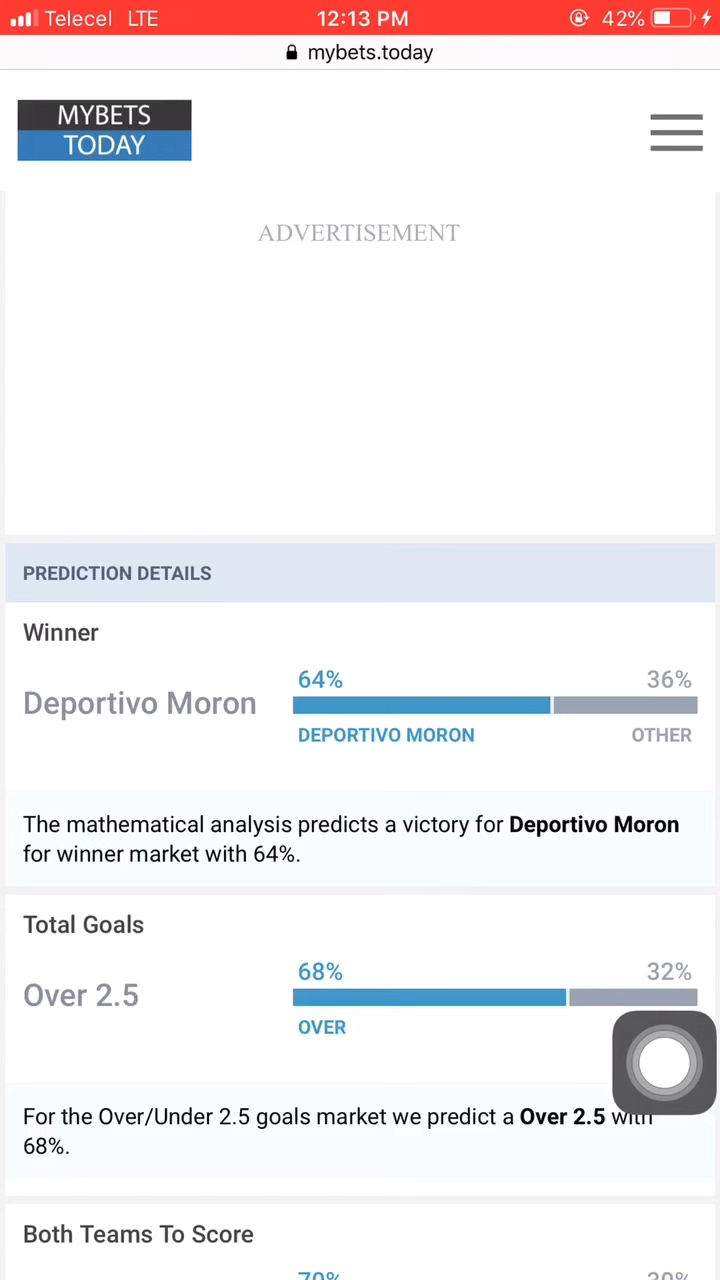 Telecel LTE 12:13 PM 42%
mybets.today
MYBETS
TODAY
ADVERTISEMENT
PREDICTION DETAILS
Winner
64% 36%
Deportivo Moron
DEPORTIVO MORON OTHER
The mathematical analysis predicts a victory for Deportivo Moron
for winner market with 64%.
Total Goals
68% 32%
Over 2.5
OVER
For the Over/Under 2.5 goals market we predict a Over 2.5 with
68%.
Both Teams To Score